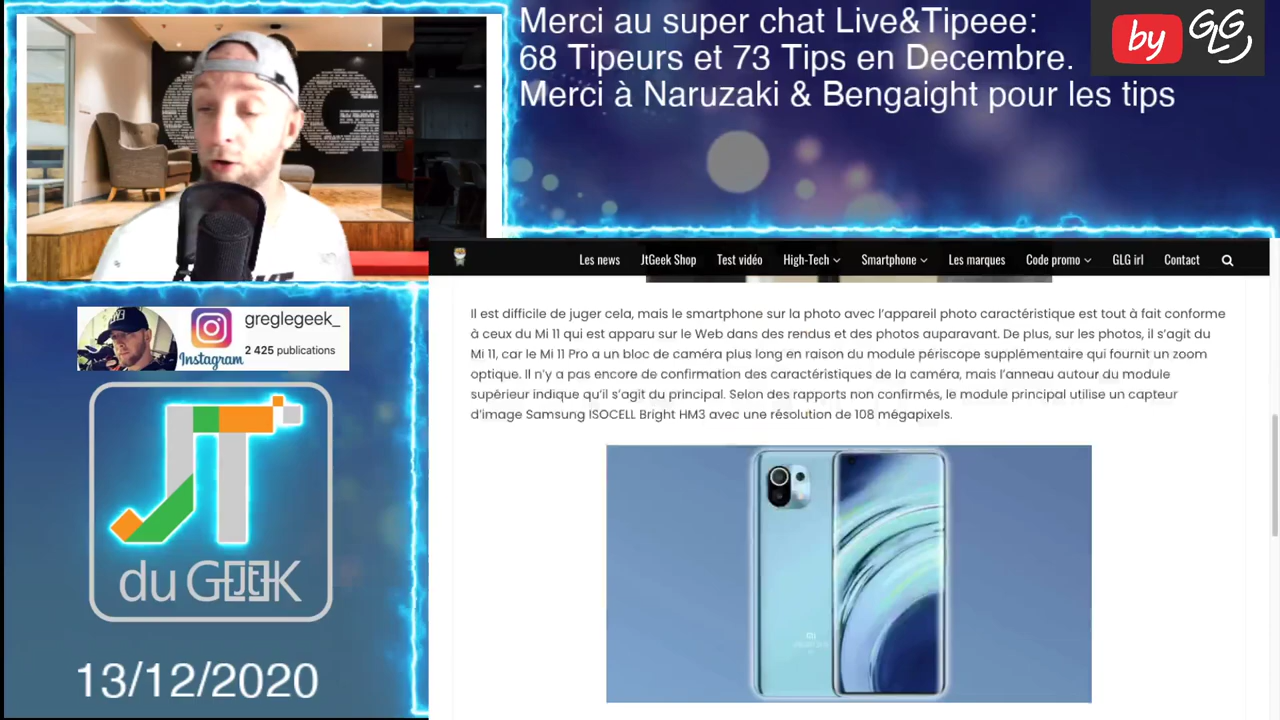 Merci au super chat Live&Tipeee:
68 Tipeurs et 73 Tips en Decembre.
Merci à Naruzaki & Bengaight pour les tips
by GLG
greglegeek_
2 425 publications
Instagram
JT
du GEEK
13/12/2020
Les news JtGeek Shop Test vidéo High-Tech Smartphone Les marques Code promo GLG irl Contact
Il est difficile de juger cela, mais le smartphone sur la photo avec l'appareil photo caractéristique est tout à fait conforme
à ceux du Mi 11 qui est apparu sur le Web dans des rendus et des photos auparavant. De plus, sur les photos, il s'agit du
Mi 11, car le Mi 11 Pro a un bloc de caméra plus long en raison du module périscope supplémentaire qui fournit un zoom
optique. Il n'y a pas encore de confirmation des caractéristiques de la caméra, mais l'anneau autour du module
supérieur indique qu'il s'agit du principal. Selon des rapports non confirmés, le module principal utilise un capteur
d'image Samsung ISOCELL Bright HM3 avec une résolution de 108 mégapixels.